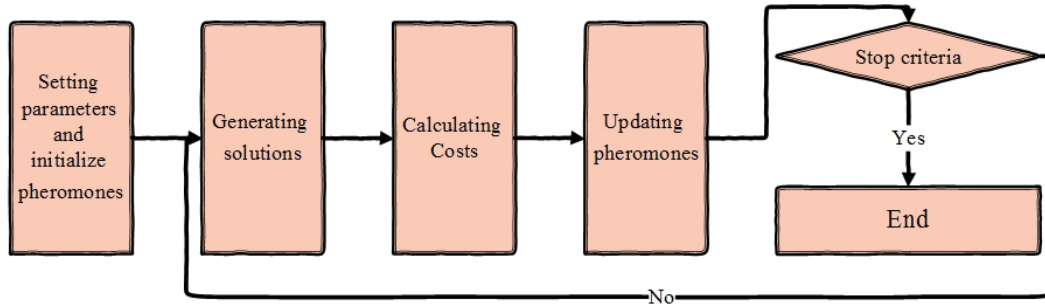 Setting
parameters
and
initialize
pheromones
Generating
solutions
Calculating
Costs
Updating
pheromones
Stop criteria
Yes
End
No